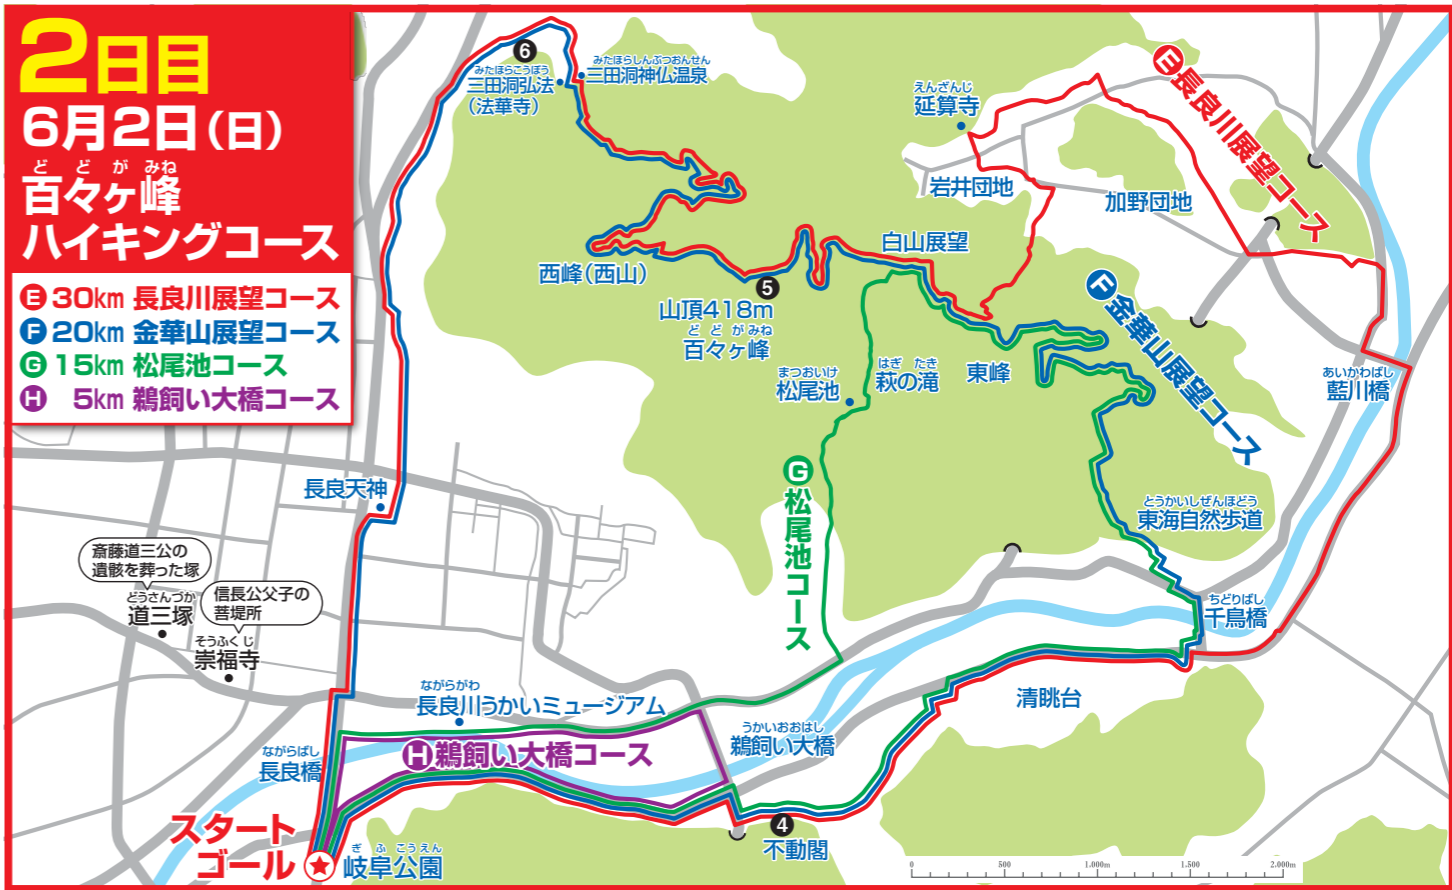 2日目
6月2日(日)
どどがみね
百々ヶ峰
ハイキングコース
E 30km 長良川展望コース
F 20km 金華山展望コース
G 15km 松尾池コース
H 5km 鵜飼い大橋コース
6
みたほらこうぼう
三田洞弘法
(法華寺)
みたほらしんぶつおんせん
三田洞神仏温泉
えんざんじ
延算寺
岩井団地
加野団地
E 長良川展望コース
白山展望
西峰(西山)
5
山頂418m
どどがみね
百々ヶ峰
まつおいけ
松尾池
はぎ たき
萩の滝
東峰
F 金華山展望コース
あいかわばし
藍川橋
長良天神
G 松尾池コース
とうかいしぜんほどう
東海自然歩道
斎藤道三公の
遺骸を葬った塚
どうさんづか
道三塚
信長公父子の
菩提所
そうふくじ
崇福寺
ちどりばし
千鳥橋
ながらがわ
長良川うかいミュージアム
清眺台
うかいおおはし
鵜飼い大橋
ながらばし
長良橋
H 鵜飼い大橋コース
スタート
ゴール
ぎふこうえん
岐阜公園
4
不動閣
0 500 1.000m 1.500 2.000m